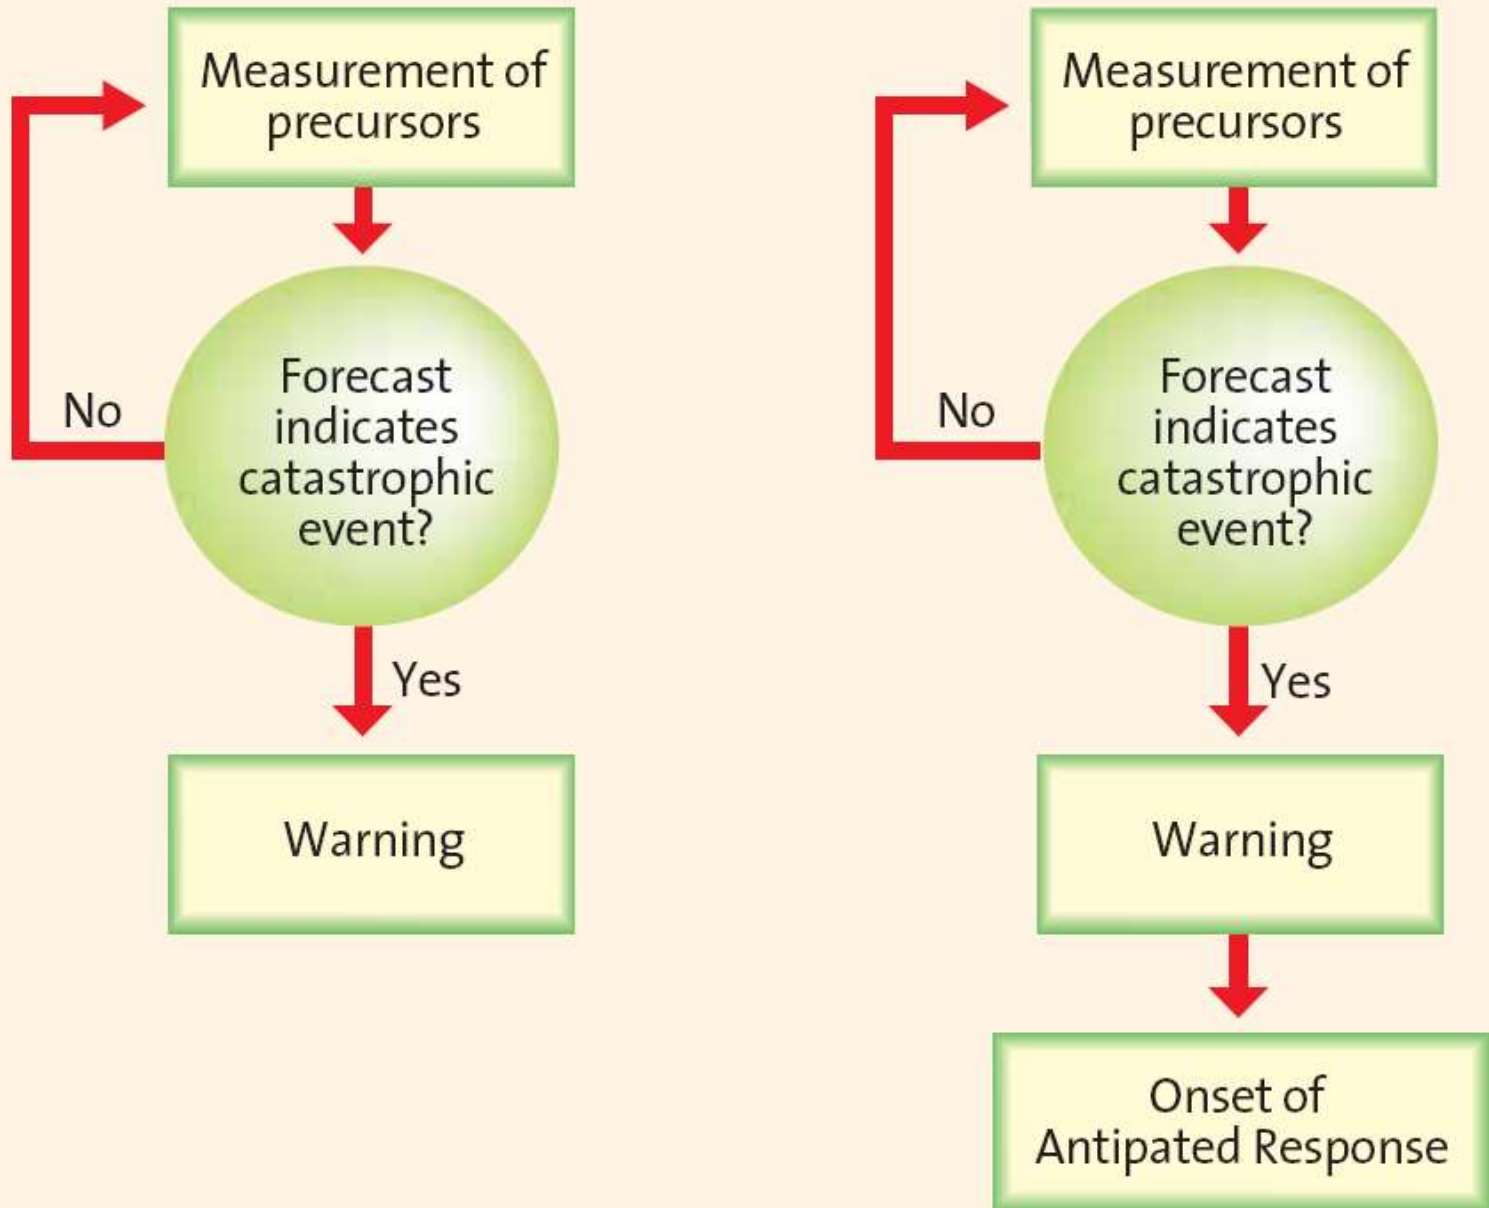 Measurement of
precursors
No
Forecast
indicates
catastrophic
event?
Yes
Warning
Measurement of
precursors
No
Forecast
indicates
catastrophic
event?
Yes
Warning
Onset of
Antipated Response